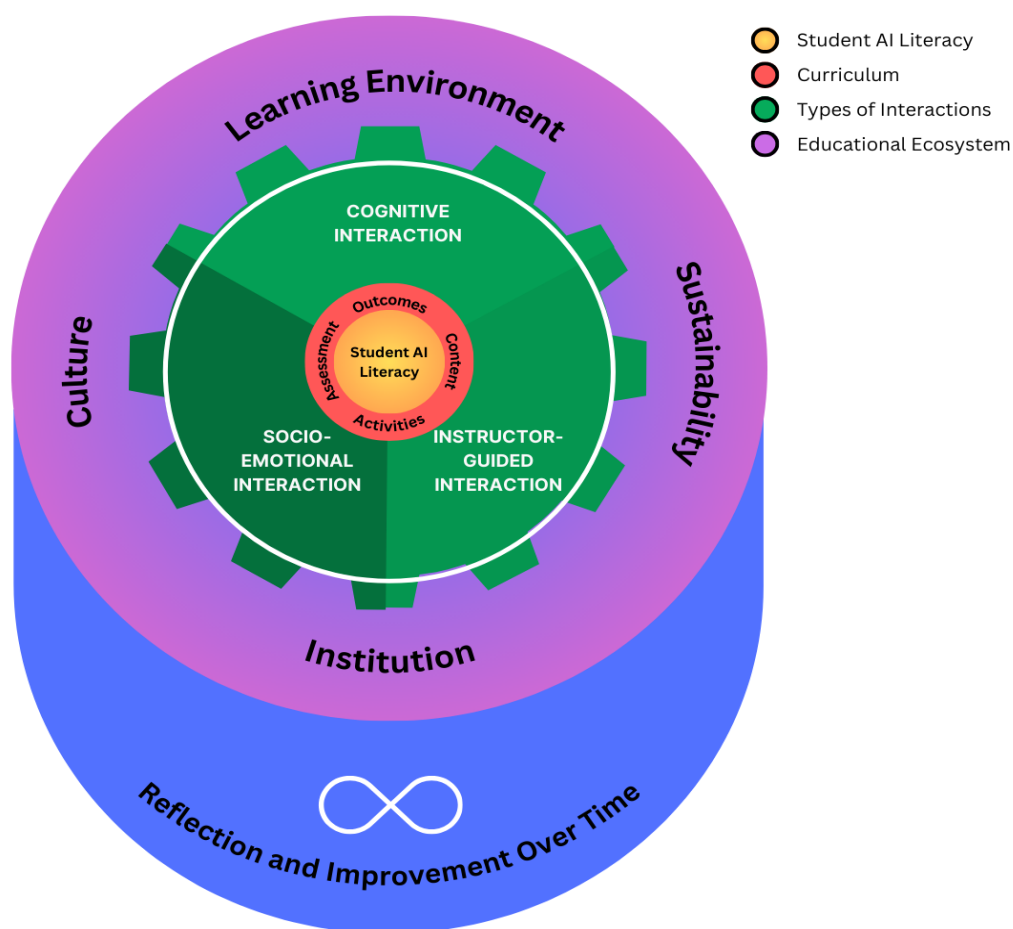 Student AI Literacy
Curriculum
Types of Interactions
Educational Ecosystem
Learning Environment
Culture
Sustainability
Institution
COGNITIVE
INTERACTION
Outcomes
Assessment
Content
Activities
Student AI
Literacy
SOCIO-
EMOTIONAL
INTERACTION
INSTRUCTOR-
GUIDED
INTERACTION
Reflection and Improvement Over Time